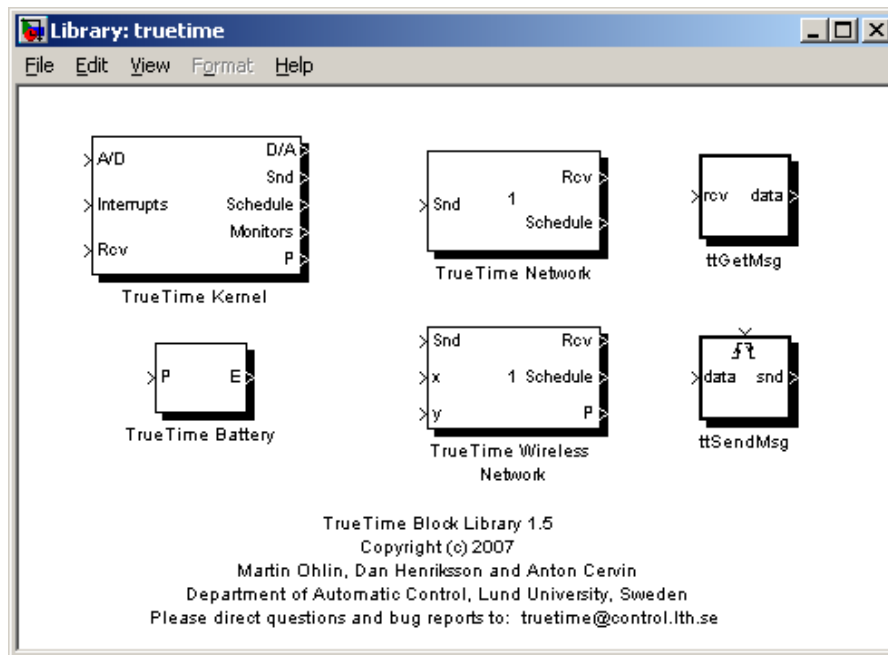 Library: truetime
File Edit View Format Help
A/D D/A
Snd
Interrupts Schedule
Monitors
Rcv P
TrueTime Kernel
Rcv
Snd 1
Schedule
TrueTime Network
rcv data
ttGetMsg
P E
TrueTime Battery
Snd Rcv
x 1 Schedule
y P
TrueTime Wireless
Network
data snd
ttSendMsg
TrueTime Block Library 1.5
Copyright (c) 2007
Martin Ohlin, Dan Henriksson and Anton Cervin
Department of Automatic Control, Lund University, Sweden
Please direct questions and bug reports to: truetime@control.lth.se